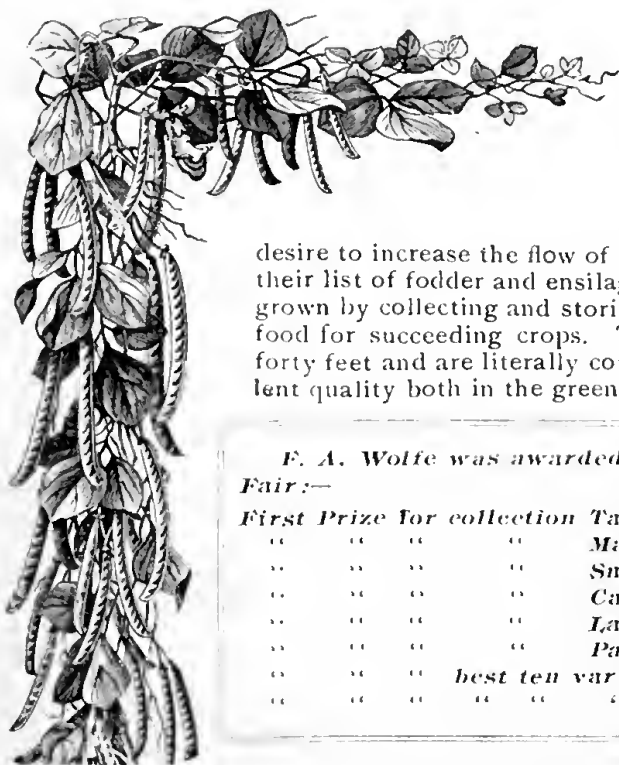 desire to increase the flow of
their list of fodder and ensilag
grown by collecting and stori
food for succeeding crops. T
forty feet and are literally co
lent quality both in the green
F. A. Wolfe was awarded
Fair:—
First Prize for collection Ta
" " " " Ma
" " " " Sn
" " " " Ca
" " " " La
" " " " Pa
" " " best ten var
" " " " " "